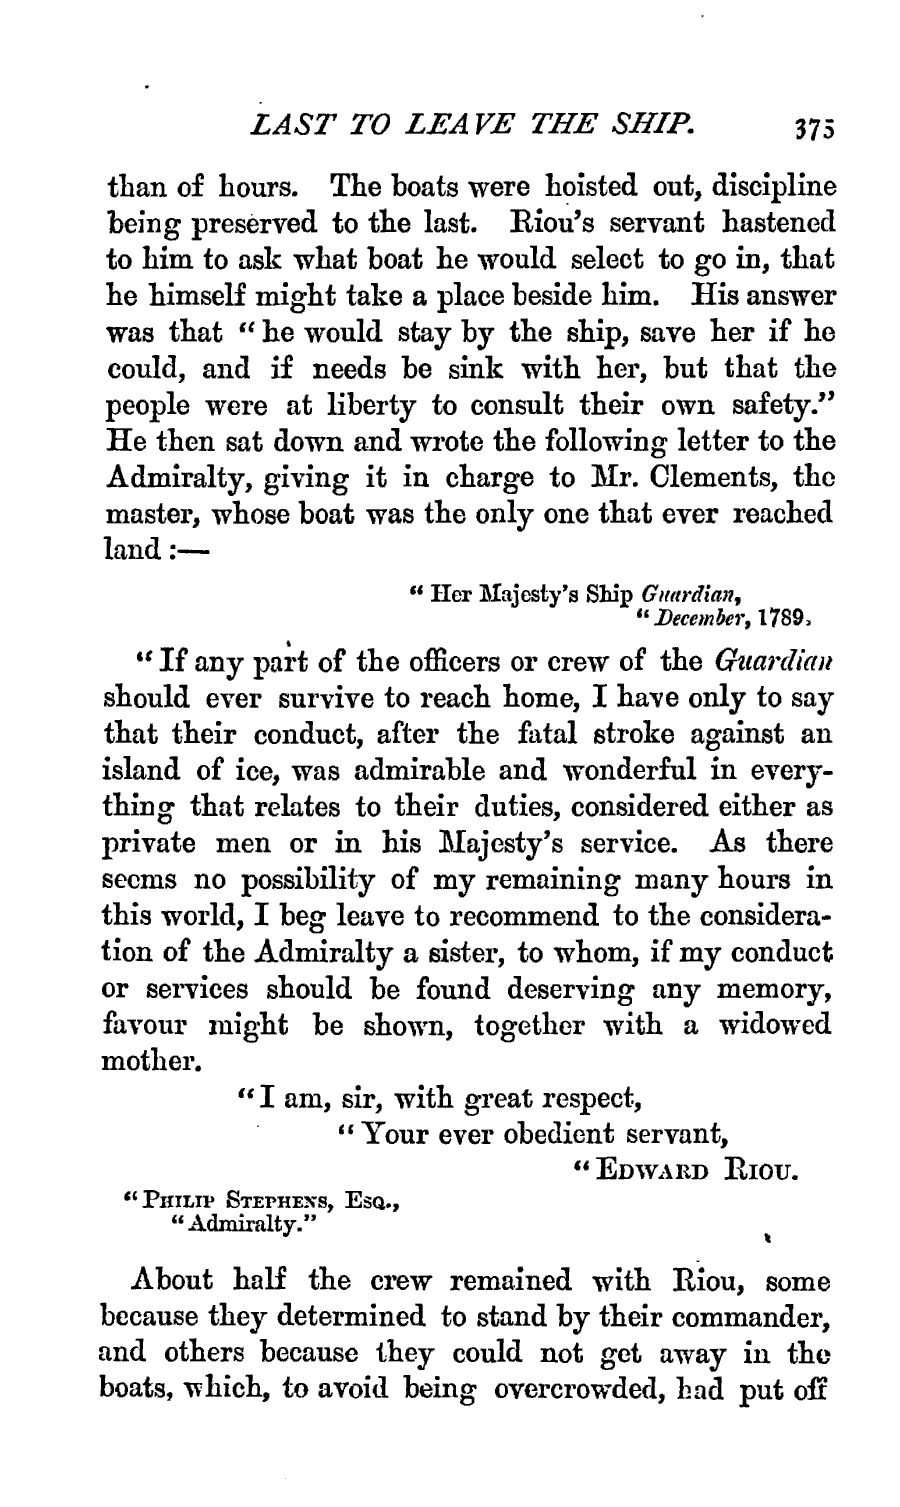 LAST TO LEAVE THE SHIP. 375
than of hours. The boats were hoisted out, discipline
being preserved to the last. Riou's servant hastened
to him to ask what boat he would select to go in, that
he himself might take a place beside him. His answer
was that “he would stay by the ship, save her if he
could, and if needs be sink with her, but that the
people were at liberty to consult their own safety.”
He then sat down and wrote the following letter to the
Admiralty, giving it in charge to Mr. Clements, the
master, whose boat was the only one that ever reached
land :—
“Her Majesty's Ship Guardian,
“December, 1789.
“If any part of the officers or crew of the Guardian
should ever survive to reach home, I have only to say
that their conduct, after the fatal stroke against an
island of ice, was admirable and wonderful in every-
thing that relates to their duties, considered either as
private men or in his Majesty's service. As there
seems no possibility of my remaining many hours in
this world, I beg leave to recommend to the considera-
tion of the Admiralty a sister, to whom, if my conduct
or services should be found deserving any memory,
favour might be shown, together with a widowed
mother.
“I am, sir, with great respect,
“Your ever obedient servant,
“EDWARD RIOU.
“PHILIP STEPHENS, ESQ.,
“Admiralty.”
About half the crew remained with Riou, some
because they determined to stand by their commander,
and others because they could not get away in the
boats, which, to avoid being overcrowded, had put off